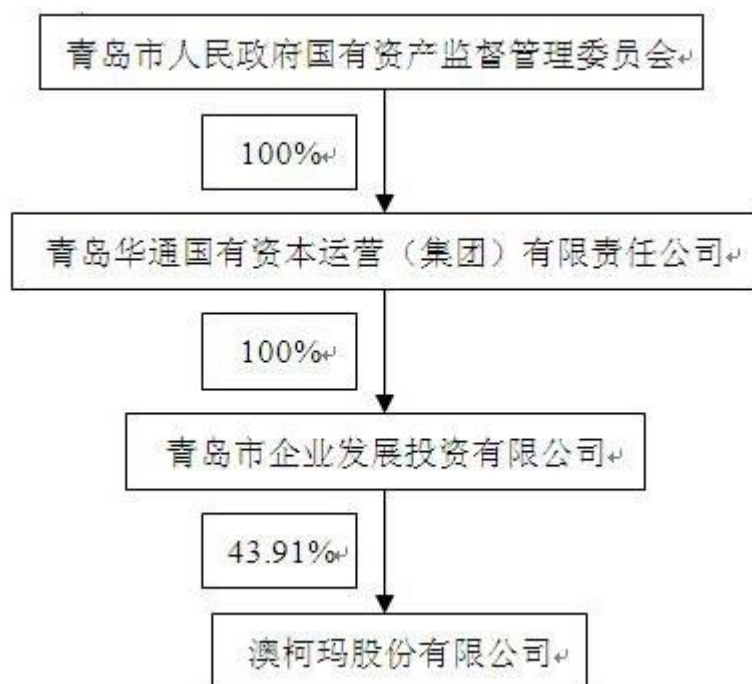 青岛市人民政府国有资产监督管理委员会
100%
青岛华通国有资本运营（集团）有限责任公司
100%
青岛市企业发展投资有限公司
43.91%
澳柯玛股份有限公司